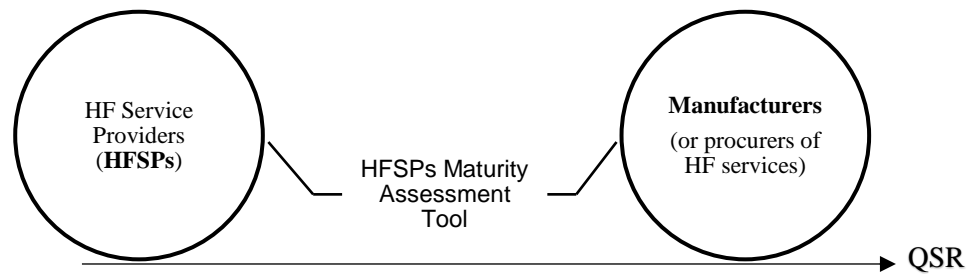 HF Service
Providers
(HFSPs)
HFSPs Maturity
Assessment
Tool
Manufacturers
(or procurers of
HF services)
QSR